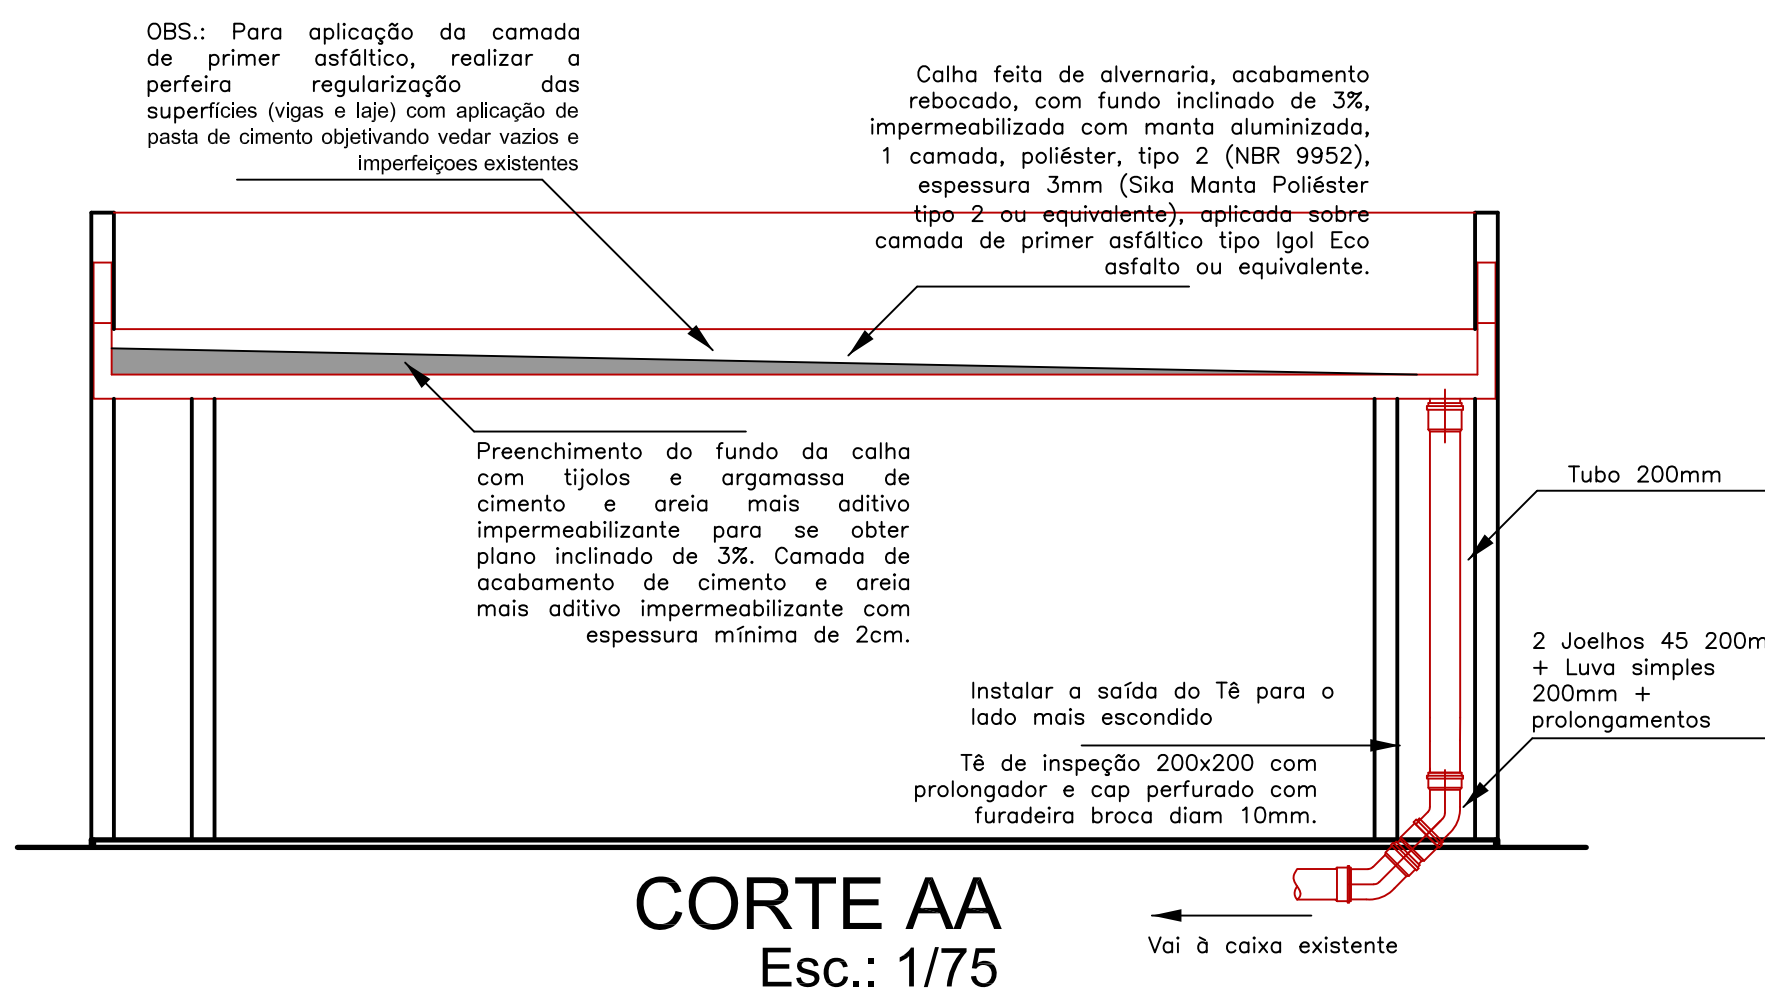 OBS.: Para aplicação da camada
de primer asfáltico, realizar a
perfeira regularização das
superfícies (vigas e laje) com aplicação de
pasta de cimento objetivando vedar vazios e
imperfeiçoes existentes
Calha feita de alvernaria, acabamento
rebocado, com fundo inclinado de 3%,
impermeabilizada com manta aluminizada,
1 camada, poliéster, tipo 2 (NBR 9952),
espessura 3mm (Sika Manta Poliéster
tipo 2 ou equivalente), aplicada sobre
camada de primer asfáltico tipo Igol Eco
asfalto ou equivalente.
Preenchimento do fundo da calha
com tijolos e argamassa de
cimento e areia mais aditivo
impermeabilizante para se obter
plano inclinado de 3%. Camada de
acabamento de cimento e areia
mais aditivo impermeabilizante com
espessura mínima de 2cm.
Tubo 200mm
2 Joelhos 45 200m
+ Luva simples
200mm +
prolongamentos
Instalar a saída do Tê para o
lado mais escondido
Tê de inspeção 200x200 com
prolongador e cap perfurado com
furadeira broca diam 10mm.
Vai à caixa existente
CORTE AA
Esc.: 1/75